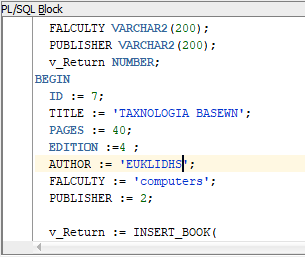 PL/SQL Block
FALCULTY VARCHAR2(200);
PUBLISHER VARCHAR2(200);
v_Return NUMBER;
BEGIN
ID := 7;
TITLE := 'TAXNOLOGIA BASEWN';
PAGES := 40;
EDITION :=4 ;
AUTHOR := 'EUKLIDHS';
FALCULTY := 'computers';
PUBLISHER := 2;
v_Return := INSERT_BOOK(